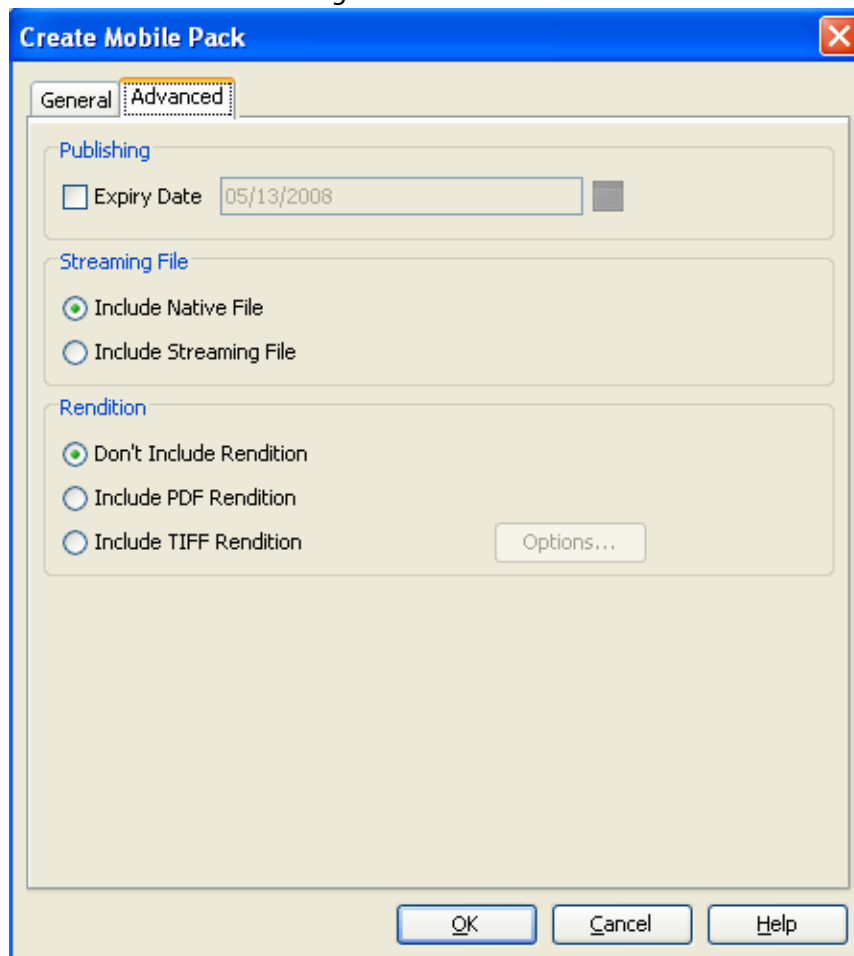 Create Mobile Pack
General Advanced
Publishing
Expiry Date 05/13/2008
Streaming File
Include Native File
Include Streaming File
Rendition
Don't Include Rendition
Include PDF Rendition
Include TIFF Rendition Options...
OK Cancel Help